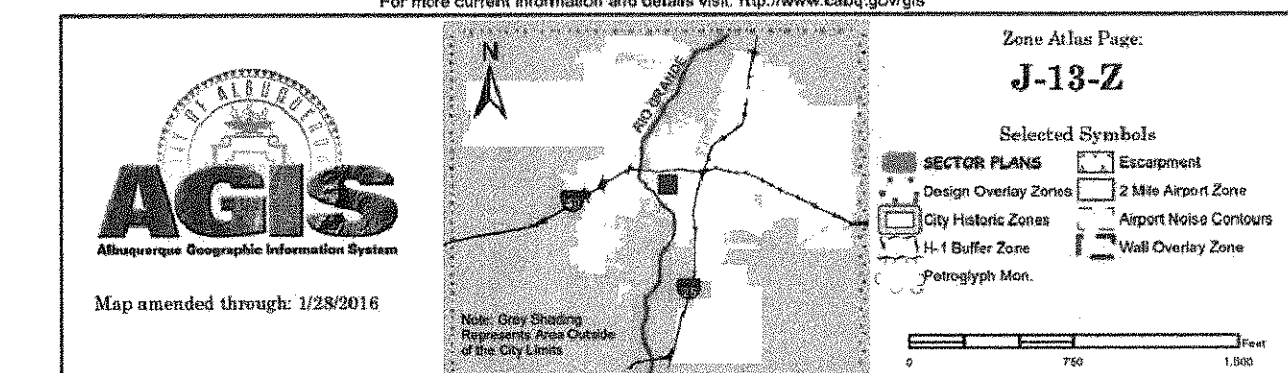 For more current information and details visit: http://www.cabq.gov/gis
CITY OF ALBUQUERQUE
AGIS
Albuquerque Geographic Information System
Map amended through: 1/28/2016
N
RIO GRANDE
Note: Grey Shading
Represents Area Outside
of the City Limits
Zone Atlas Page:
J-13-Z
Selected Symbols
SECTOR PLANS
Escarpment
Design Overlay Zones
2 Mile Airport Zone
City Historic Zones
Airport Noise Contours
H-1 Buffer Zone
Wall Overlay Zone
Petroglyph Mon.
Feet
0 750 1,500